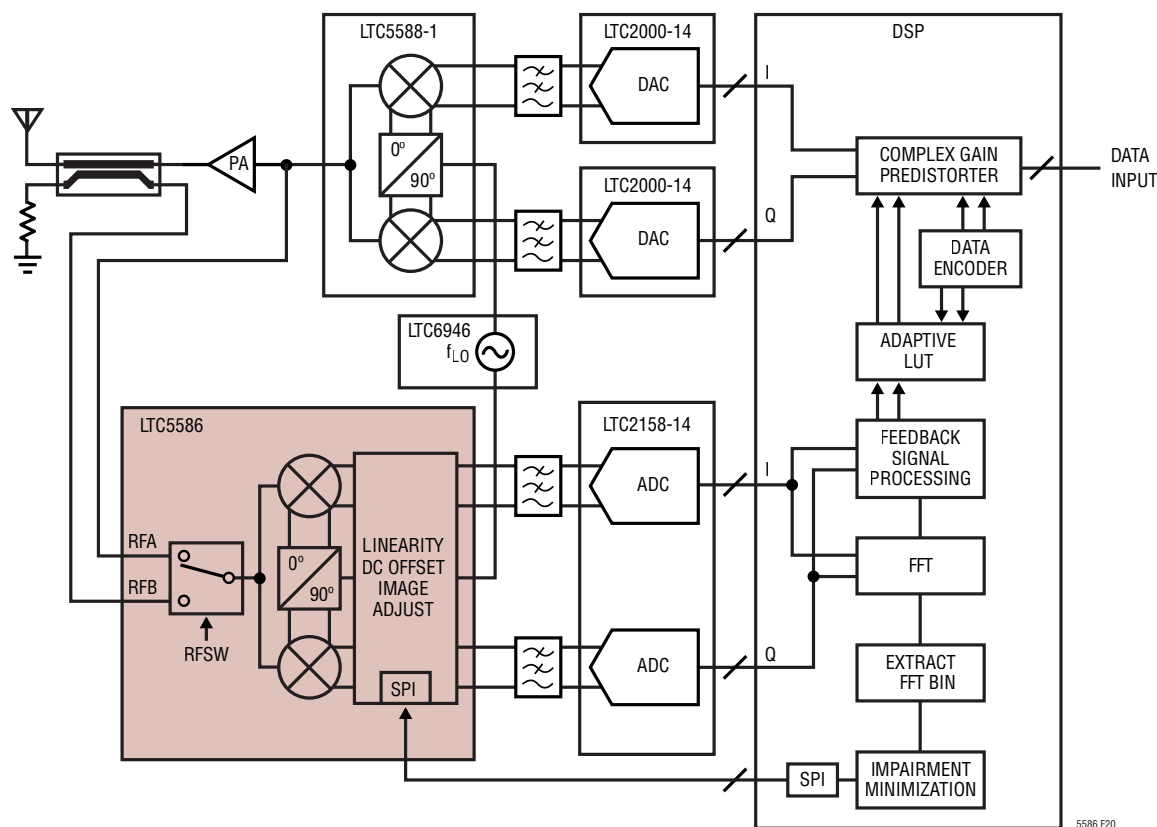 LTC5588-1
LTC2000-14
DSP
DAC
I
PA
0º
90º
COMPLEX GAIN
PREDISTORTER
DATA
INPUT
LTC2000-14
DAC
Q
DATA
ENCODER
LTC6946
fLO
ADAPTIVE
LUT
LTC5586
LTC2158-14
ADC
I
FEEDBACK
SIGNAL
PROCESSING
RFA
RFB
RFSW
0º
90º
LINEARITY
DC OFFSET
IMAGE
ADJUST
SPI
FFT
ADC
Q
EXTRACT
FFT BIN
SPI
IMPAIRMENT
MINIMIZATION
5586 F20